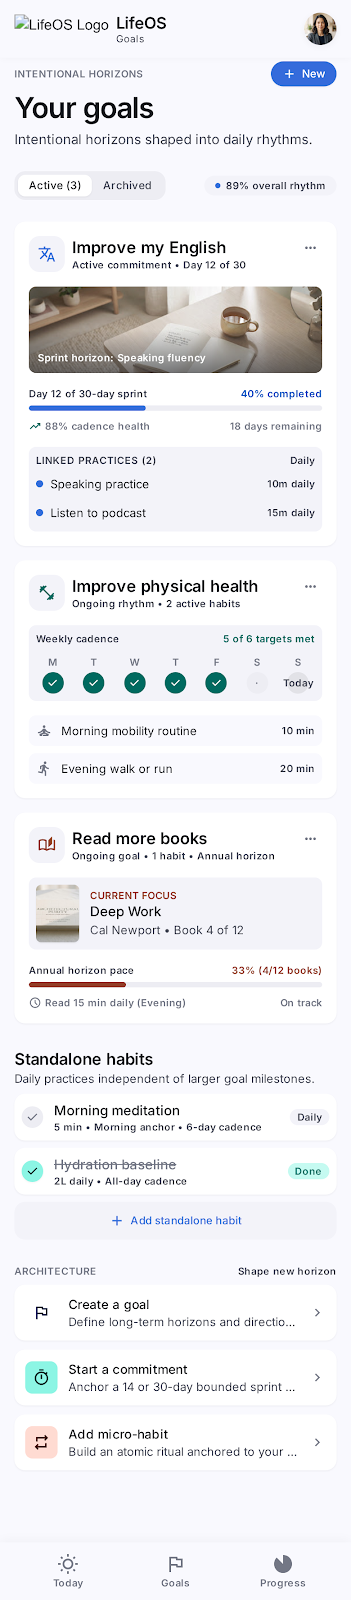 LifeOS Logo
LifeOS
Goals
INTENTIONAL HORIZONS
+ New
Your goals
Intentional horizons shaped into daily rhythms.
Active (3)
Archived
89% overall rhythm
Improve my English
Active commitment • Day 12 of 30
Sprint horizon: Speaking fluency
Day 12 of 30-day sprint
40% completed
88% cadence health
18 days remaining
LINKED PRACTICES (2)
Daily
Speaking practice
10m daily
Listen to podcast
15m daily
Improve physical health
Ongoing rhythm • 2 active habits
Weekly cadence
5 of 6 targets met
M T W T F S S
Today
Morning mobility routine
10 min
Evening walk or run
20 min
Read more books
Ongoing goal • 1 habit • Annual horizon
CURRENT FOCUS
Deep Work
Cal Newport • Book 4 of 12
Annual horizon pace
33% (4/12 books)
Read 15 min daily (Evening)
On track
Standalone habits
Daily practices independent of larger goal milestones.
Morning meditation
5 min • Morning anchor • 6-day cadence
Daily
Hydration baseline
2L daily • All-day cadence
Done
+ Add standalone habit
ARCHITECTURE
Shape new horizon
Create a goal
Define long-term horizons and directio...
Start a commitment
Anchor a 14 or 30-day bounded sprint ...
Add micro-habit
Build an atomic ritual anchored to your ...
Today
Goals
Progress